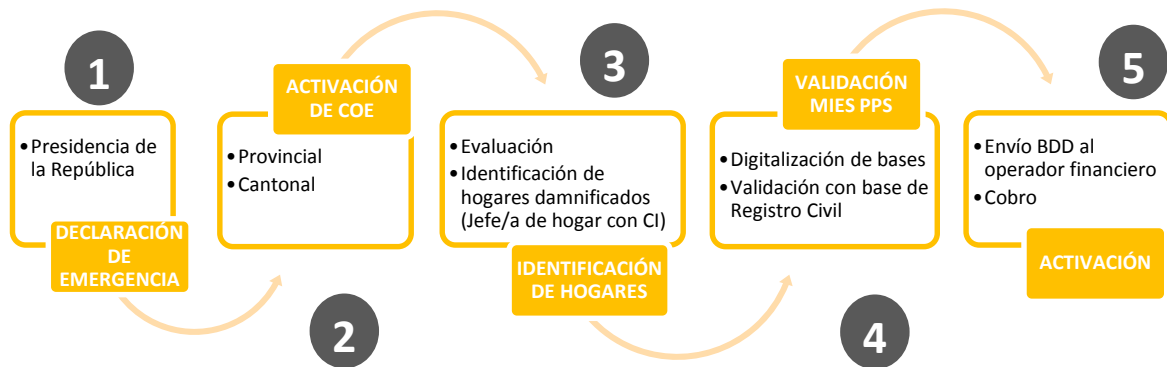 1
• Presidencia de
la República
DECLARACIÓN
DE
EMERGENCIA
ACTIVACIÓN
DE COE
• Provincial
• Cantonal
2
3
• Evaluación
• Identificación de
hogares damnificados
(Jefe/a de hogar con CI)
IDENTIFICACIÓN
DE HOGARES
VALIDACIÓN
MIES PPS
• Digitalización de bases
• Validación con base de
Registro Civil
4
5
• Envío BDD al
operador financiero
• Cobro
ACTIVACIÓN